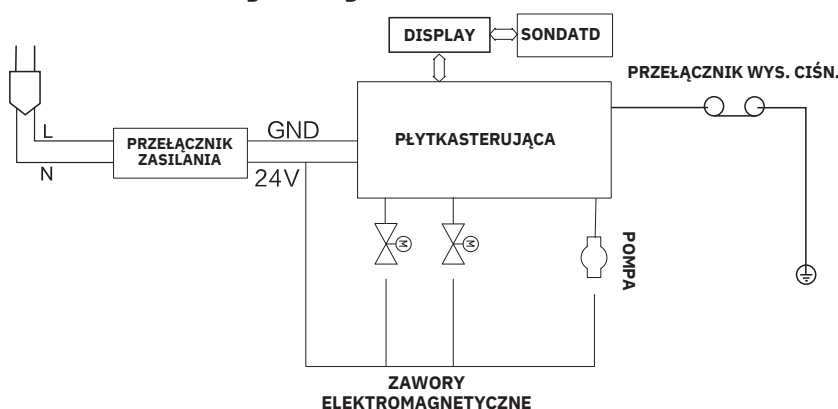 DISPLAY
SONDATD
PRZEŁĄCZNIK WYS. CIŚN.
L
N
PRZEŁĄCZNIK
ZASILANIA
GND
24V
PŁYTKASTERUJĄCA
M
M
POMPA
ZAWORY
ELEKTROMAGNETYCZNE